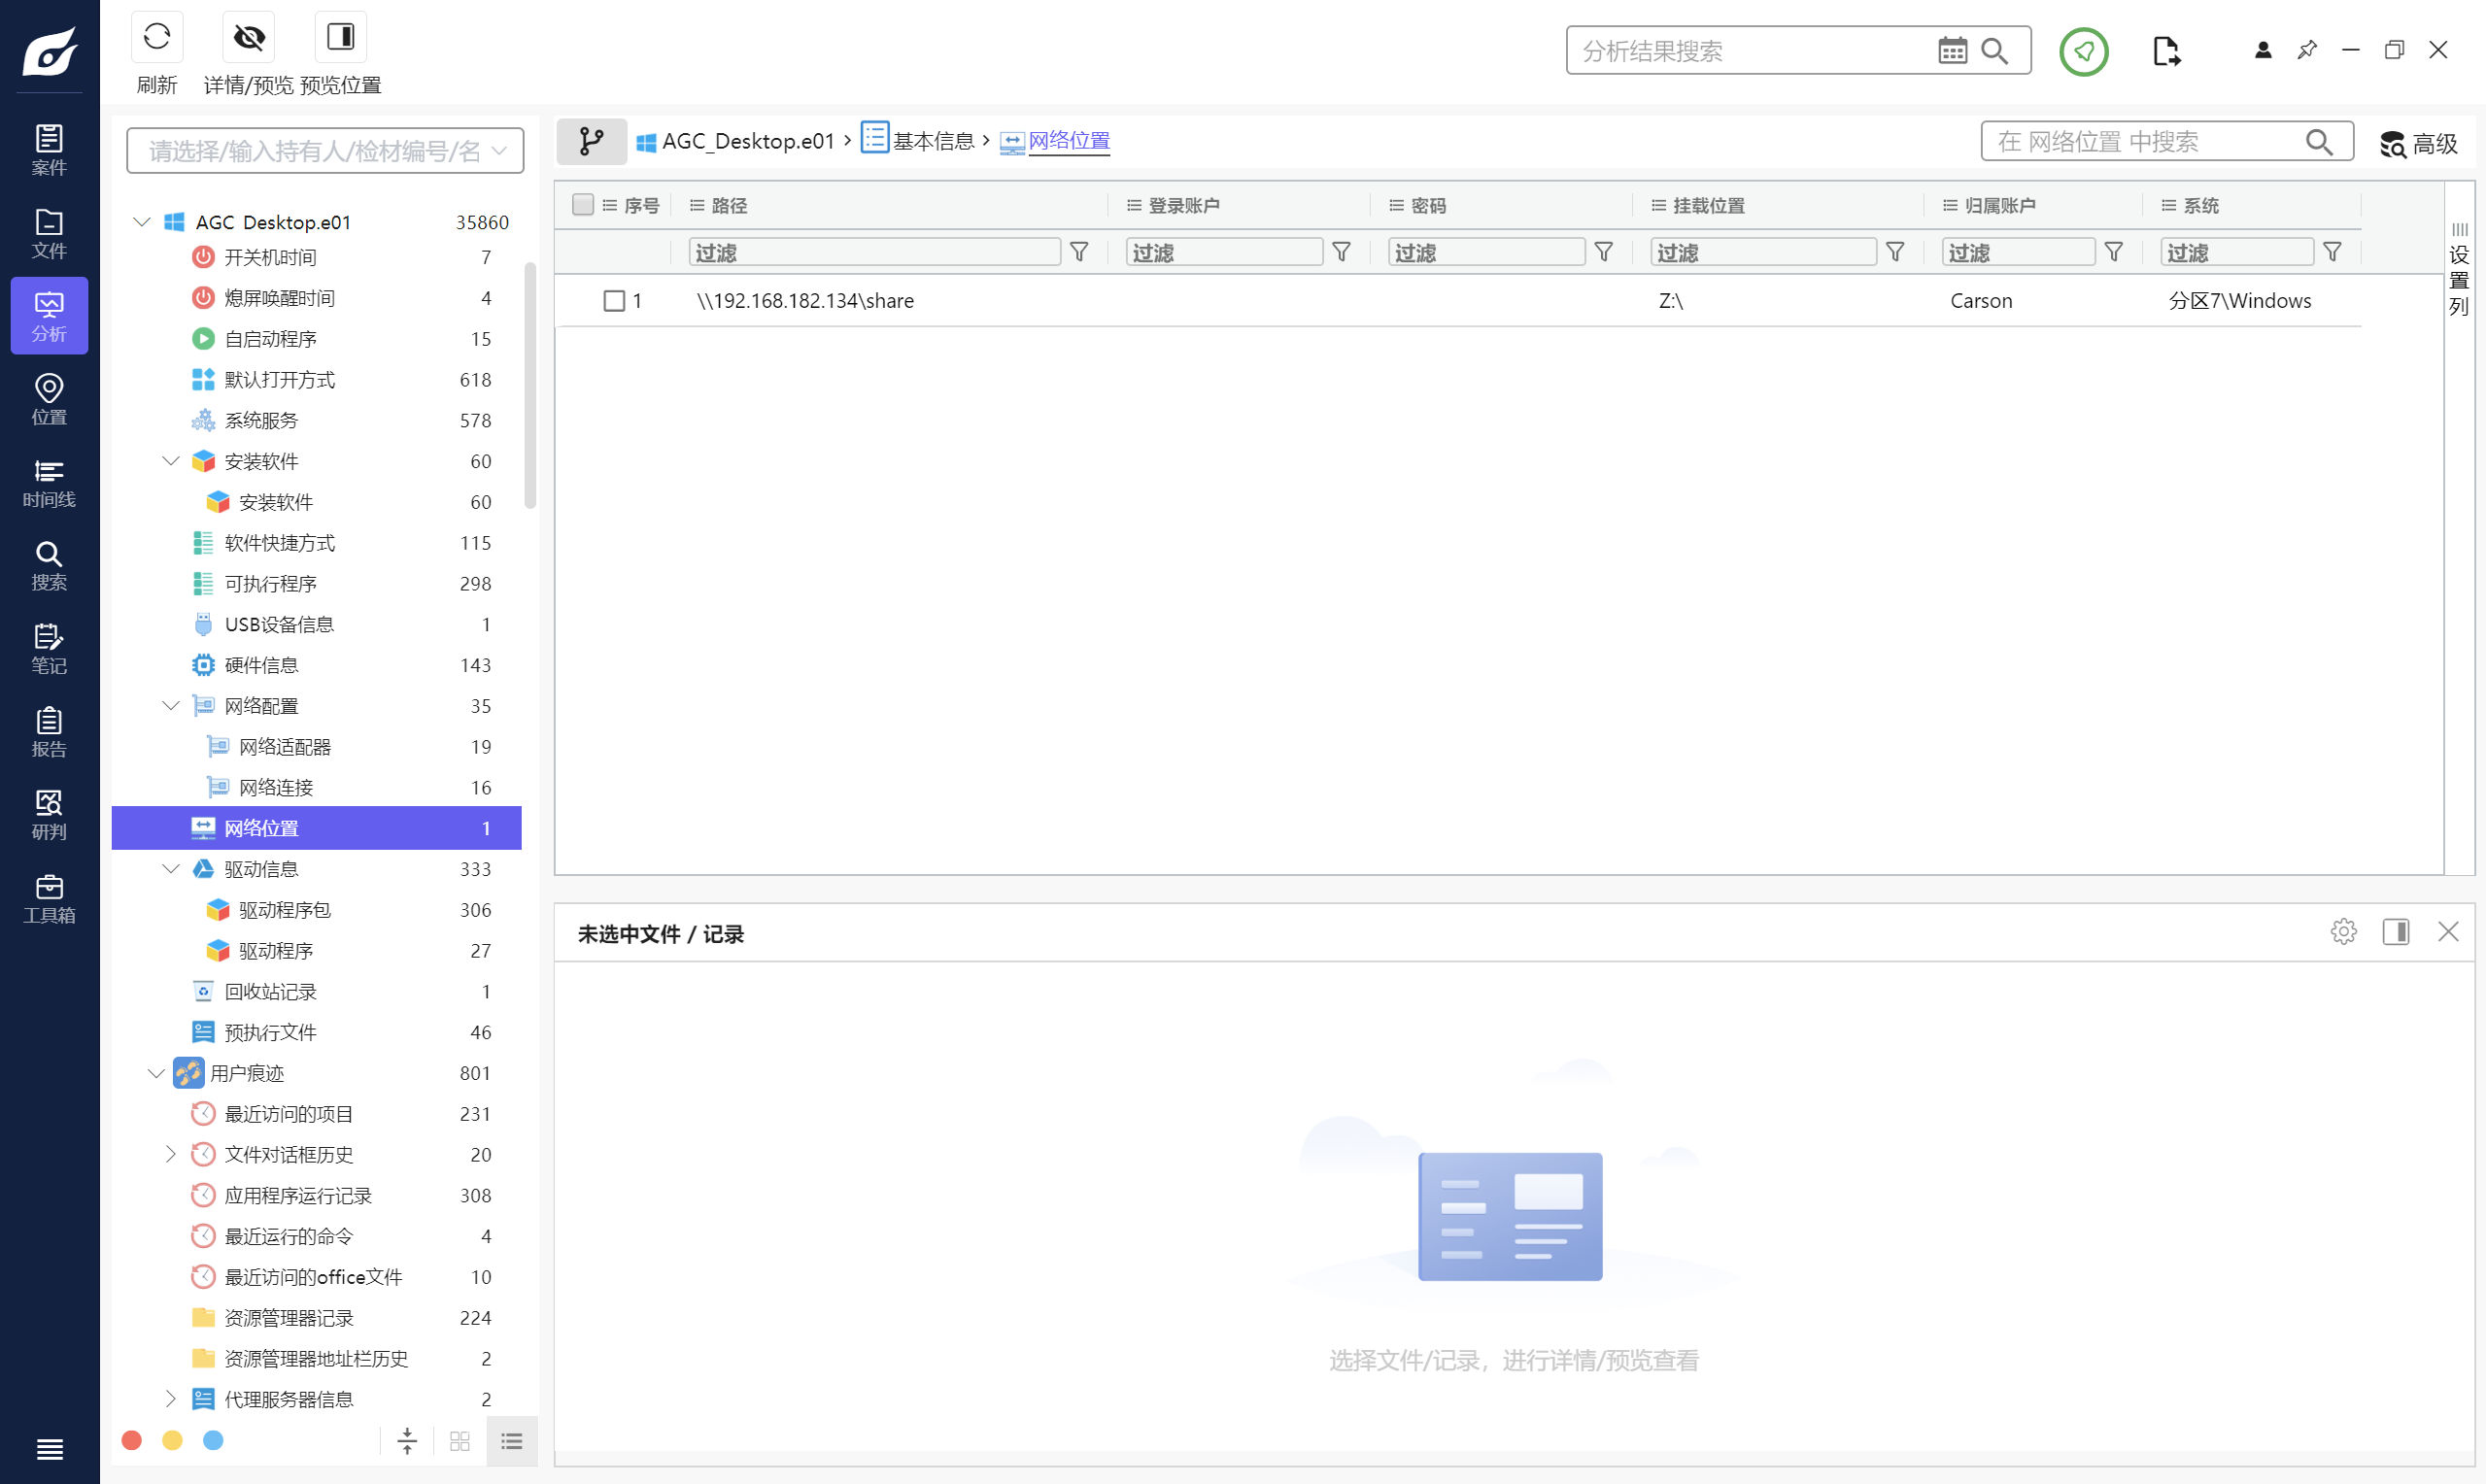 刷新
详情/预览
预览位置
分析结果搜索
案件
文件
分析
位置
时间线
搜索
笔记
报告
研判
工具箱
请选择/输入持有人/检材编号/名
AGC_Desktop.e01 35860
开关机时间 7
熄屏唤醒时间 4
自启动程序 15
默认打开方式 618
系统服务 578
安装软件 60
安装软件 60
软件快捷方式 115
可执行程序 298
USB设备信息 1
硬件信息 143
网络配置 35
网络适配器 19
网络连接 16
网络位置 1
驱动信息 333
驱动程序包 306
驱动程序 27
回收站记录 1
预执行文件 46
用户痕迹 801
最近访问的项目 231
文件对话框历史 20
应用程序运行记录 308
最近运行的命令 4
最近访问的office文件 10
资源管理器记录 224
资源管理器地址栏历史 2
代理服务器信息 2
AGC_Desktop.e01 › 基本信息 › 网络位置
在 网络位置 中搜索
高级
序号 路径 登录账户 密码 挂载位置 归属账户 系统
过滤 过滤 过滤 过滤 过滤 过滤
1 \\192.168.182.134\share Z:\ Carson 分区7\Windows
设置列
未选中文件 / 记录
选择文件/记录，进行详情/预览查看